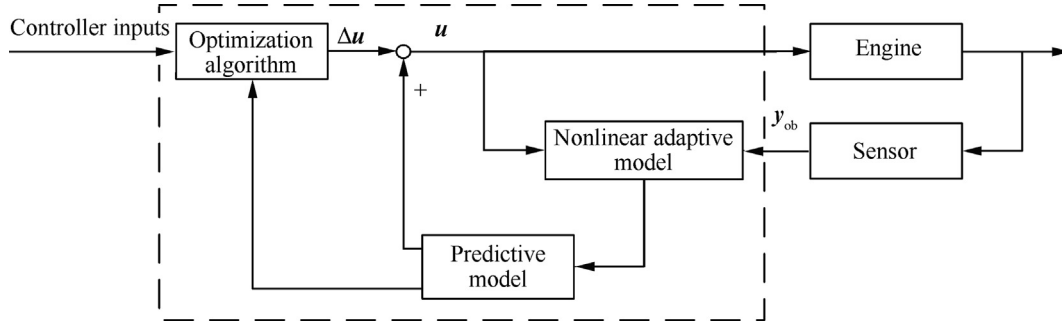 Controller inputs
Optimization
algorithm
Δu
u
Engine
+
Nonlinear adaptive
model
y_ob
Sensor
Predictive
model